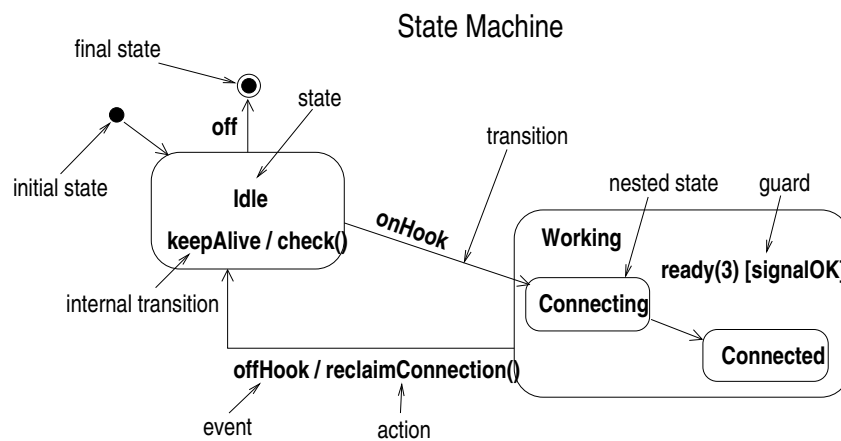 State Machine
final state
state
off
transition
initial state
Idle
nested state
guard
onHook
Working
keepAlive / check()
ready(3) [signalOK]
internal transition
Connecting
Connected
offHook / reclaimConnection()
event
action